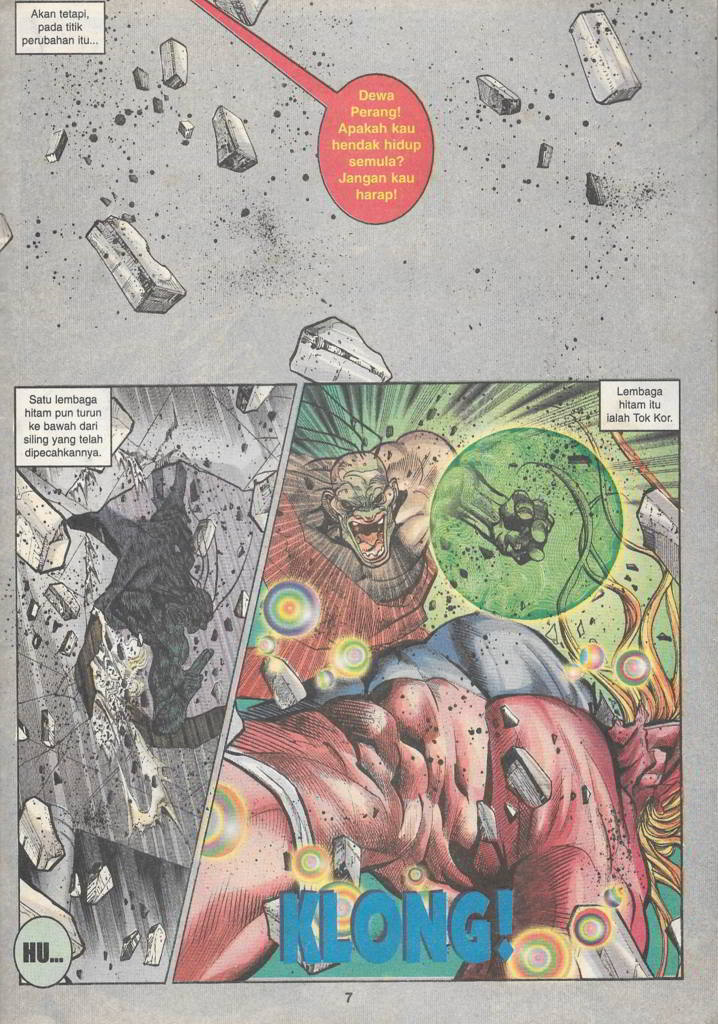 Akan tetapi,
pada titik
perubahan itu...
Dewa
Perang!
Apakah kau
hendak hidup
semula?
Jangan kau
harap!
Satu lembaga
hitam pun turun
ke bawah dari
siling yang telah
dipecahkannya.
Lembaga
hitam itu
ialah Tok Kor.
HU...
KLONG!
7